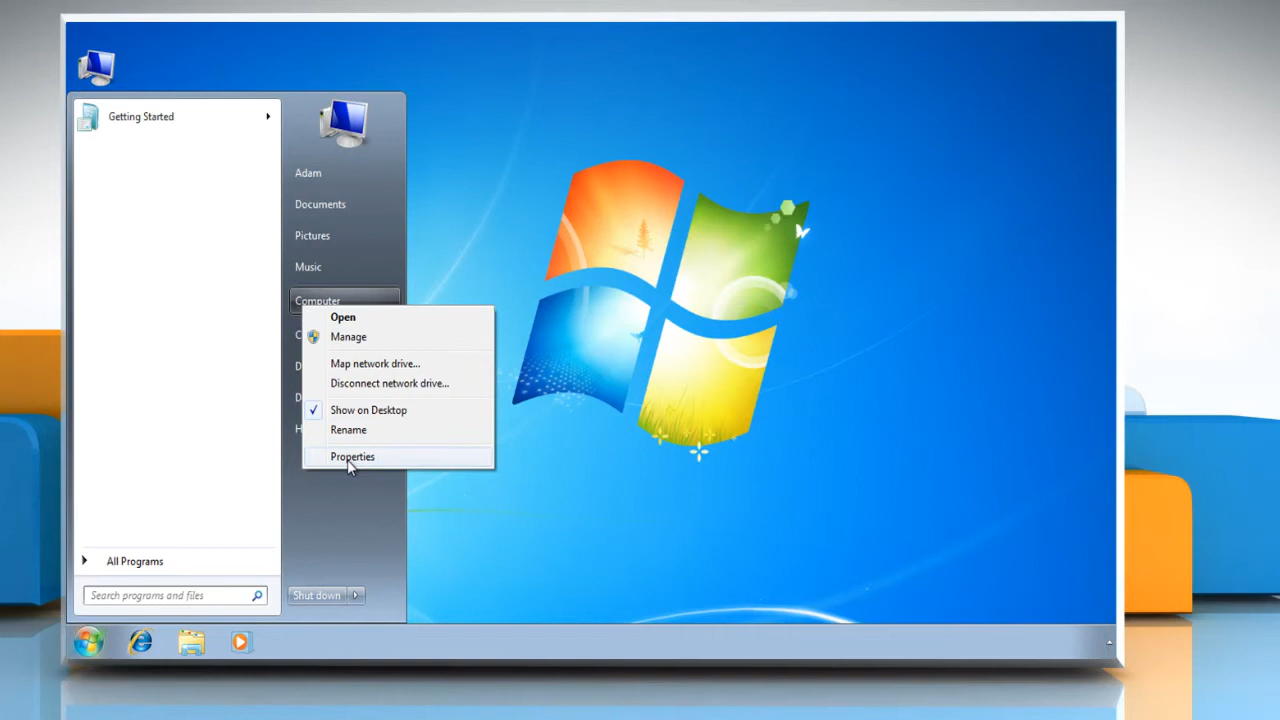 Getting Started
Adam
Documents
Pictures
Music
Computer
Open
Manage
Map network drive...
Disconnect network drive...
Show on Desktop
Rename
Properties
All Programs
Search programs and files
Shut down